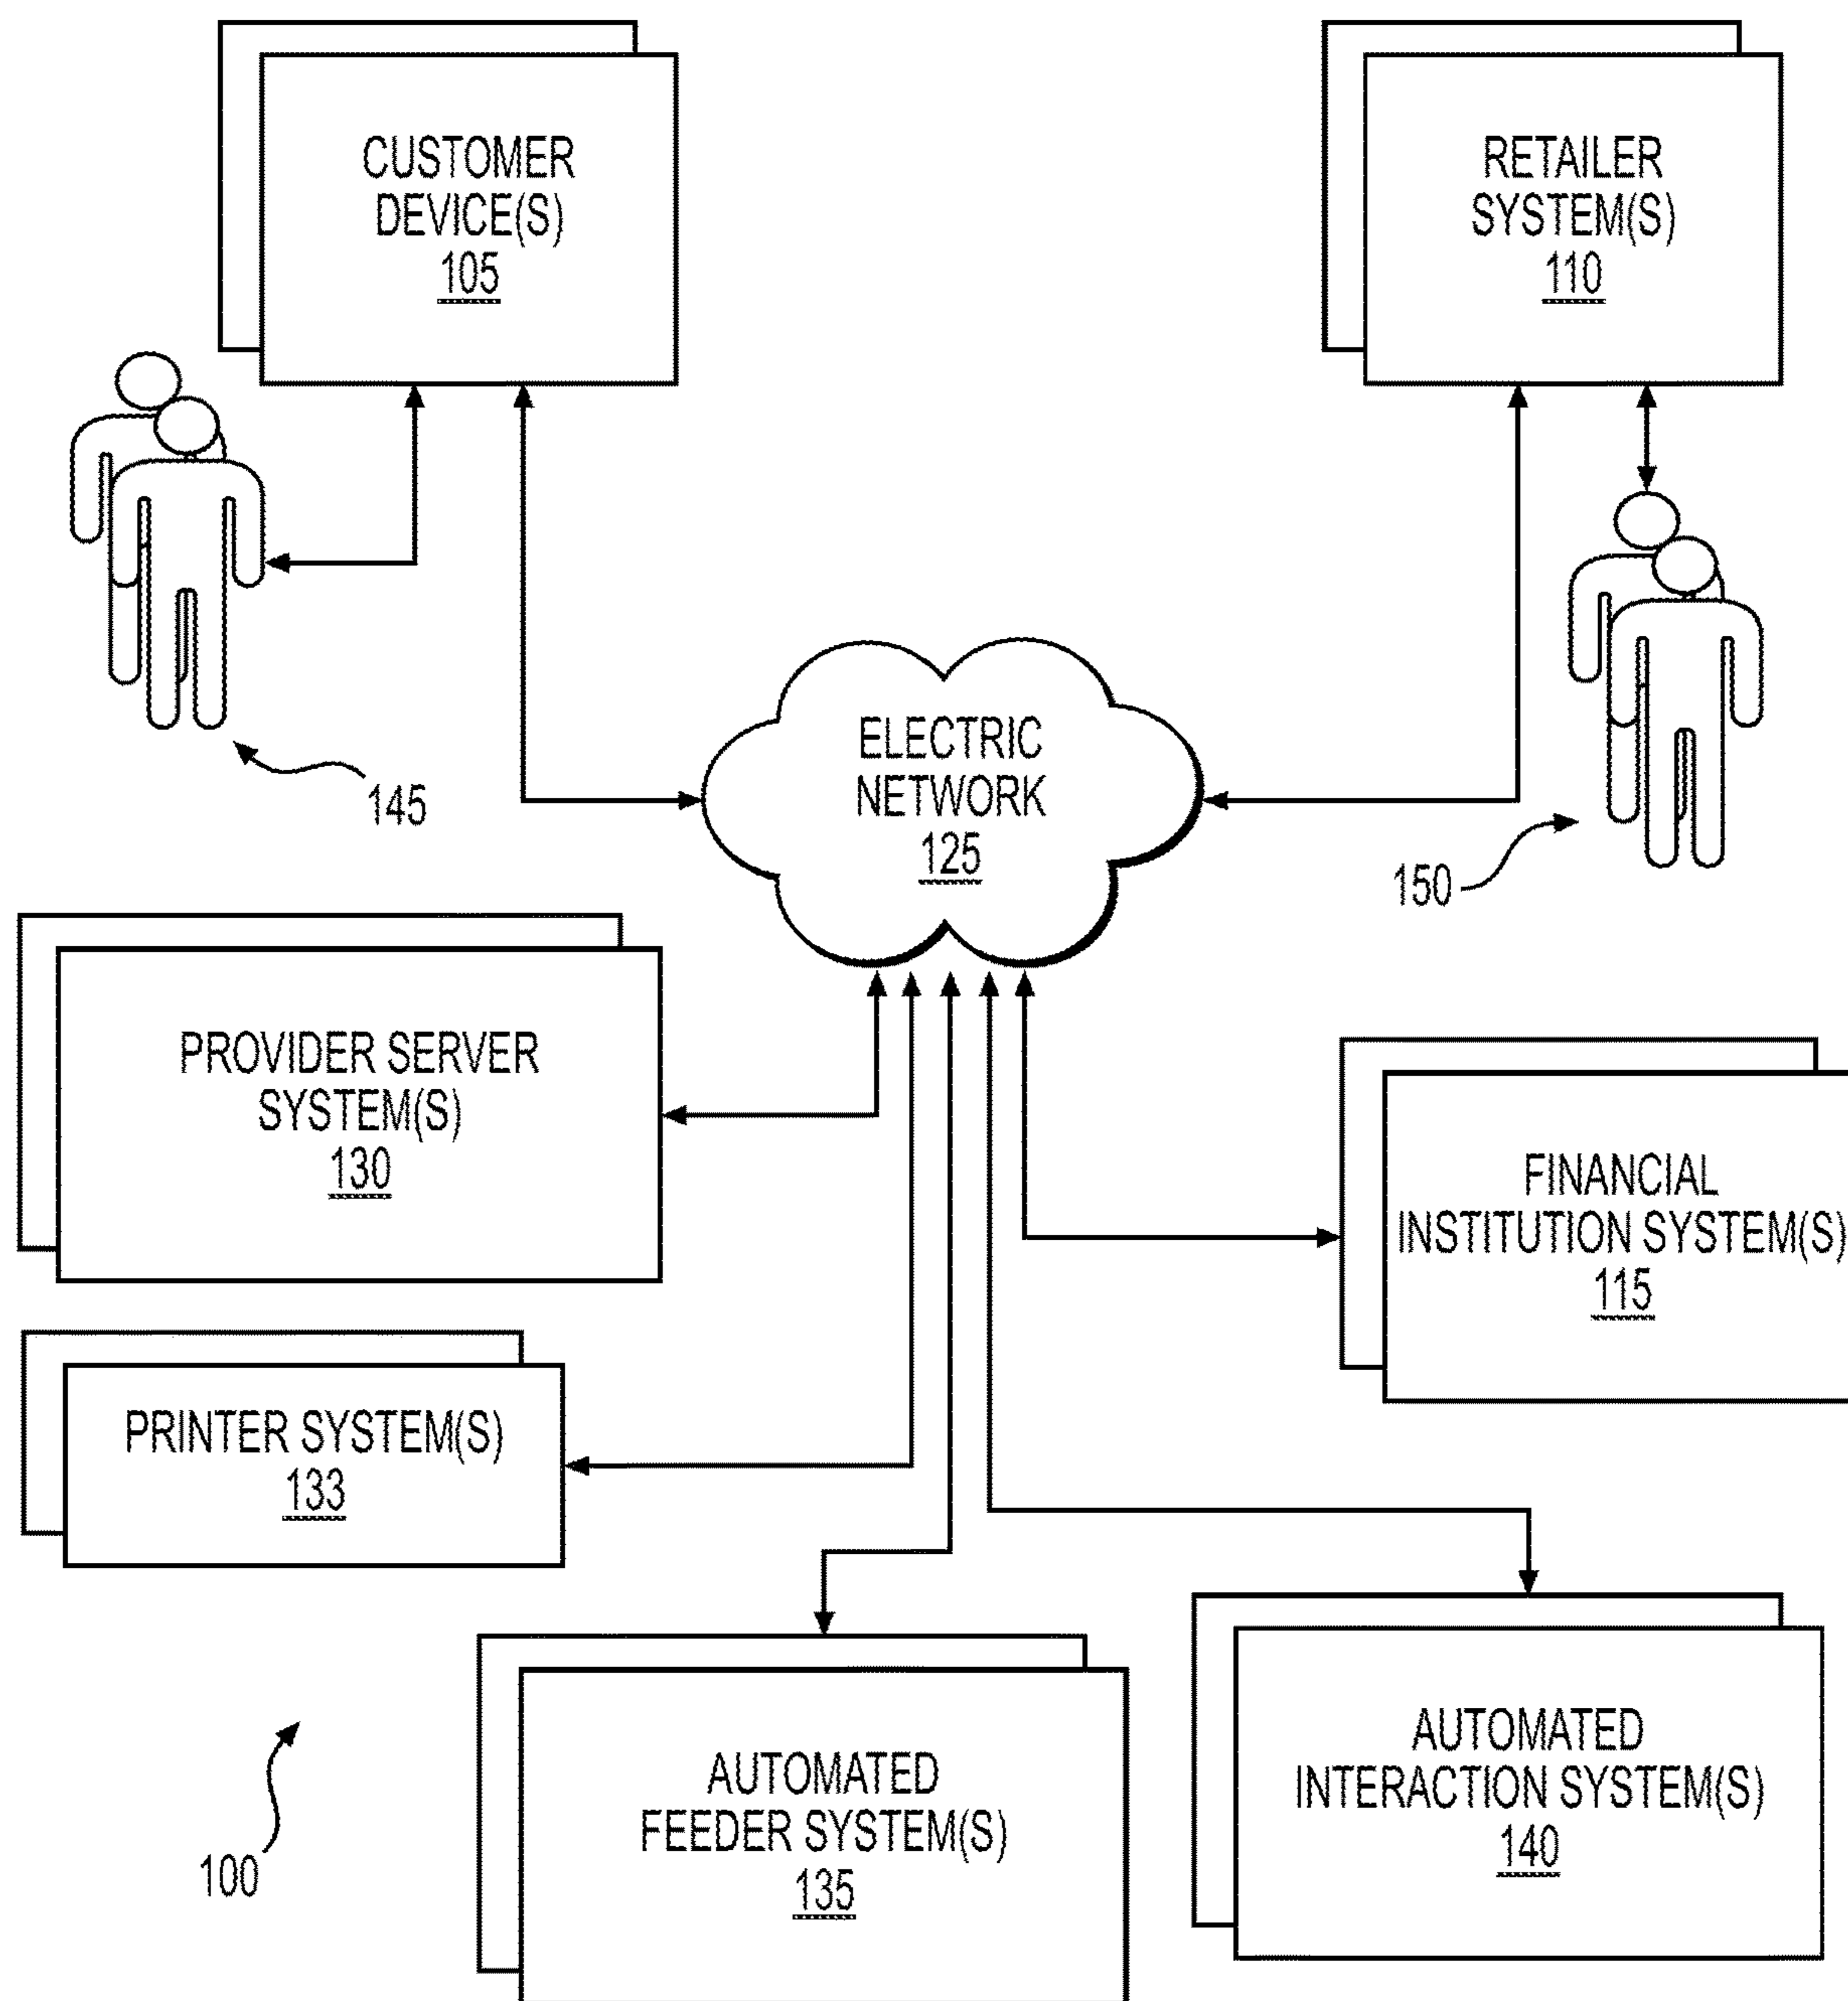 CUSTOMER
DEVICE(S)
105
RETAILER
SYSTEM(S)
110
145
ELECTRIC
NETWORK
125
150
PROVIDER SERVER
SYSTEM(S)
130
FINANCIAL
INSTITUTION SYSTEM(S)
115
PRINTER SYSTEM(S)
133
AUTOMATED
FEEDER SYSTEM(S)
135
AUTOMATED
INTERACTION SYSTEM(S)
140
100